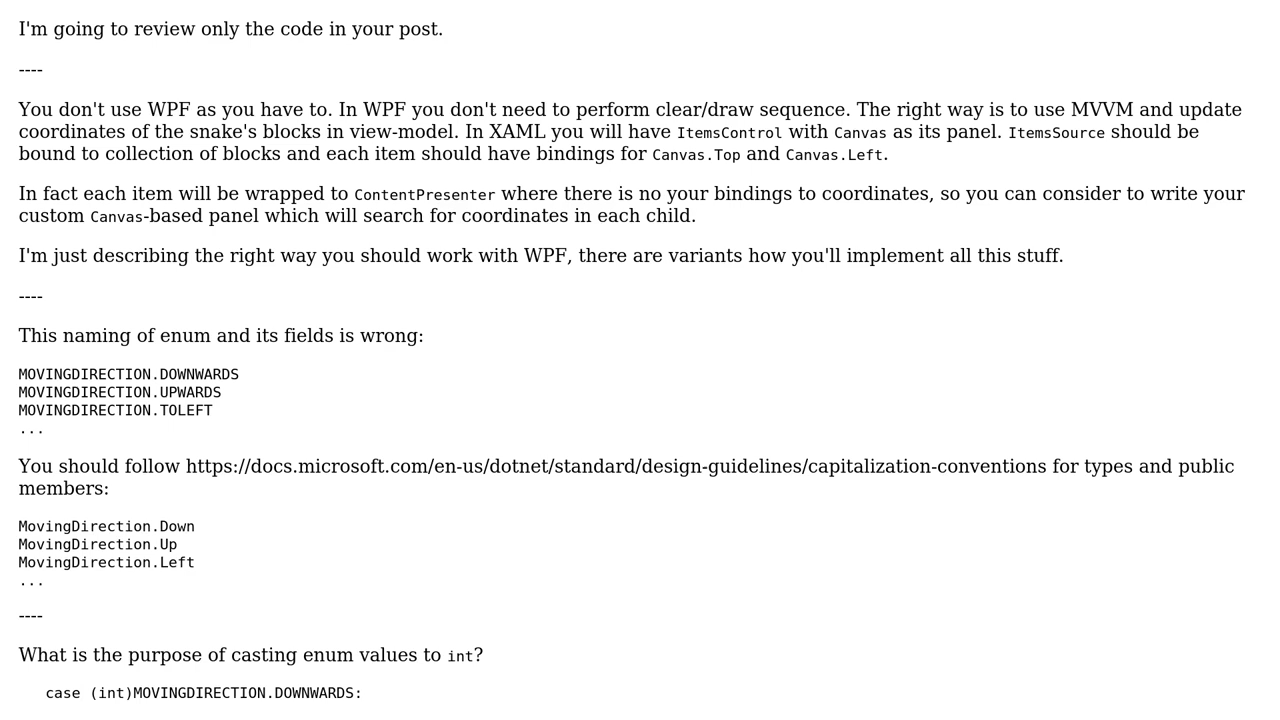 I'm going to review only the code in your post.
----
You don't use WPF as you have to. In WPF you don't need to perform clear/draw sequence. The right way is to use MVVM and update
coordinates of the snake's blocks in view-model. In XAML you will have ItemsControl with Canvas as its panel. ItemsSource should be
bound to collection of blocks and each item should have bindings for Canvas.Top and Canvas.Left.
In fact each item will be wrapped to ContentPresenter where there is no your bindings to coordinates, so you can consider to write your
custom Canvas-based panel which will search for coordinates in each child.
I'm just describing the right way you should work with WPF, there are variants how you'll implement all this stuff.
----
This naming of enum and its fields is wrong:
MOVINGDIRECTION.DOWNWARDS
MOVINGDIRECTION.UPWARDS
MOVINGDIRECTION.TOLEFT
...
You should follow https://docs.microsoft.com/en-us/dotnet/standard/design-guidelines/capitalization-conventions for types and public
members:
MovingDirection.Down
MovingDirection.Up
MovingDirection.Left
...
----
What is the purpose of casting enum values to int?
case (int)MOVINGDIRECTION.DOWNWARDS: